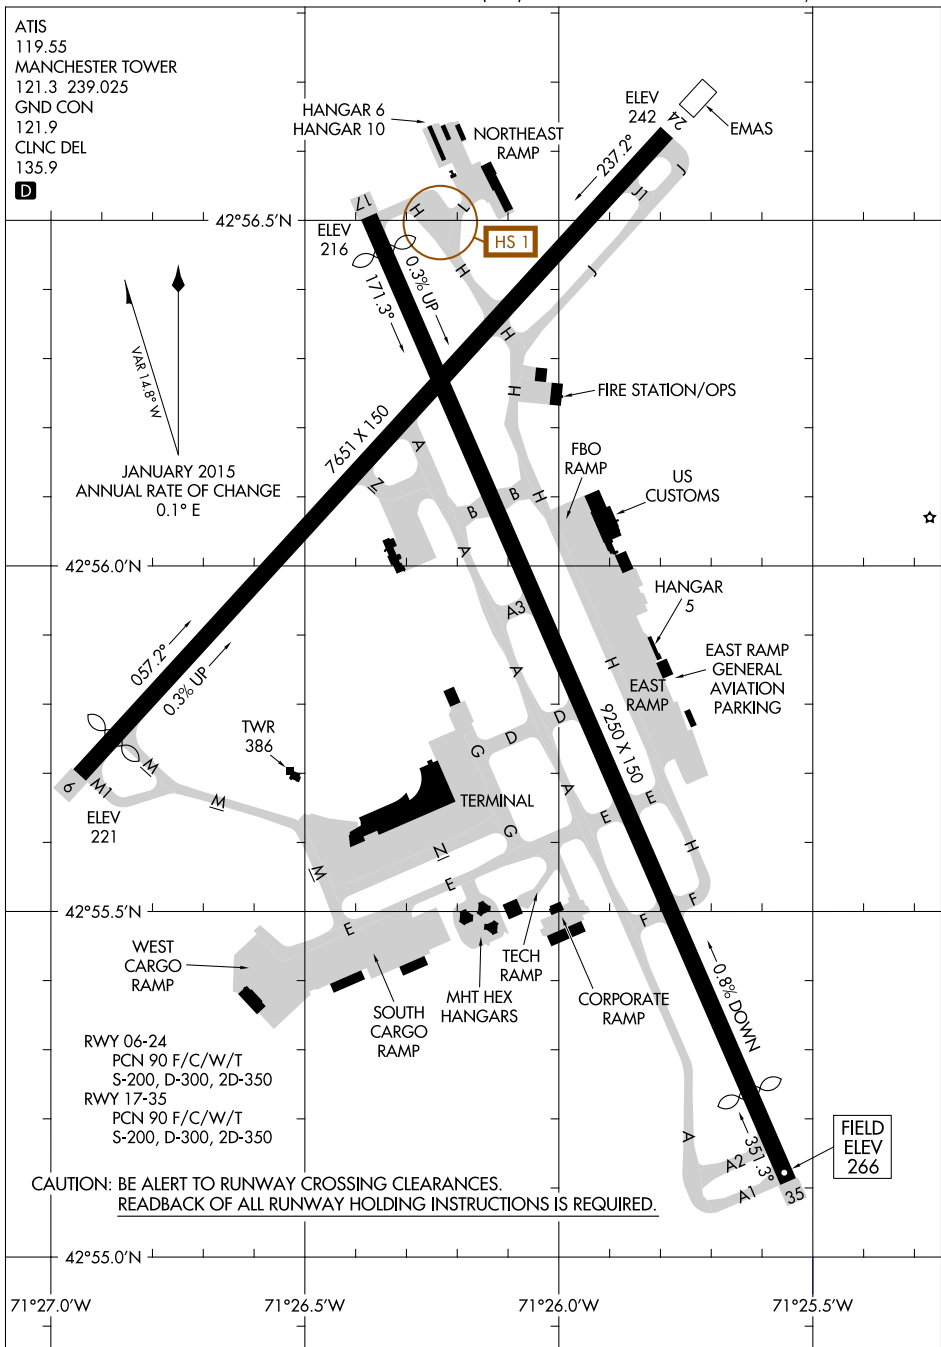 ATIS
119.55
MANCHESTER TOWER
121.3 239.025
GND CON
121.9
CLNC DEL
135.9
D
HANGAR 6
HANGAR 10
NORTHEAST
RAMP
ELEV
242
24
EMAS
237.2°
J
J1
J
17
H
L
HS 1
42°56.5'N
ELEV
216
0.3% UP
171.3°
H
H
H
VAR 14.8° W
JANUARY 2015
ANNUAL RATE OF CHANGE
0.1° E
7651 X 150
FIRE STATION/OPS
FBO
RAMP
US
CUSTOMS
A
Z
B
B
H
A
42°56.0'N
A3
HANGAR
5
EAST RAMP
GENERAL
AVIATION
PARKING
EAST
RAMP
H
A
057.2°
0.3% UP
9250 X 150
TWR
386
G
D
D
M
M
6
M1
ELEV
221
TERMINAL
A
E
E
G
H
N
M
E
E
F
F
42°55.5'N
WEST
CARGO
RAMP
SOUTH
CARGO
RAMP
MHT HEX
HANGARS
TECH
RAMP
CORPORATE
RAMP
0.8% DOWN
RWY 06-24
PCN 90 F/C/W/T
S-200, D-300, 2D-350
RWY 17-35
PCN 90 F/C/W/T
S-200, D-300, 2D-350
A
A2
A1
351.3°
35
FIELD
ELEV
266
CAUTION: BE ALERT TO RUNWAY CROSSING CLEARANCES.
READBACK OF ALL RUNWAY HOLDING INSTRUCTIONS IS REQUIRED.
42°55.0'N
71°27.0'W
71°26.5'W
71°26.0'W
71°25.5'W